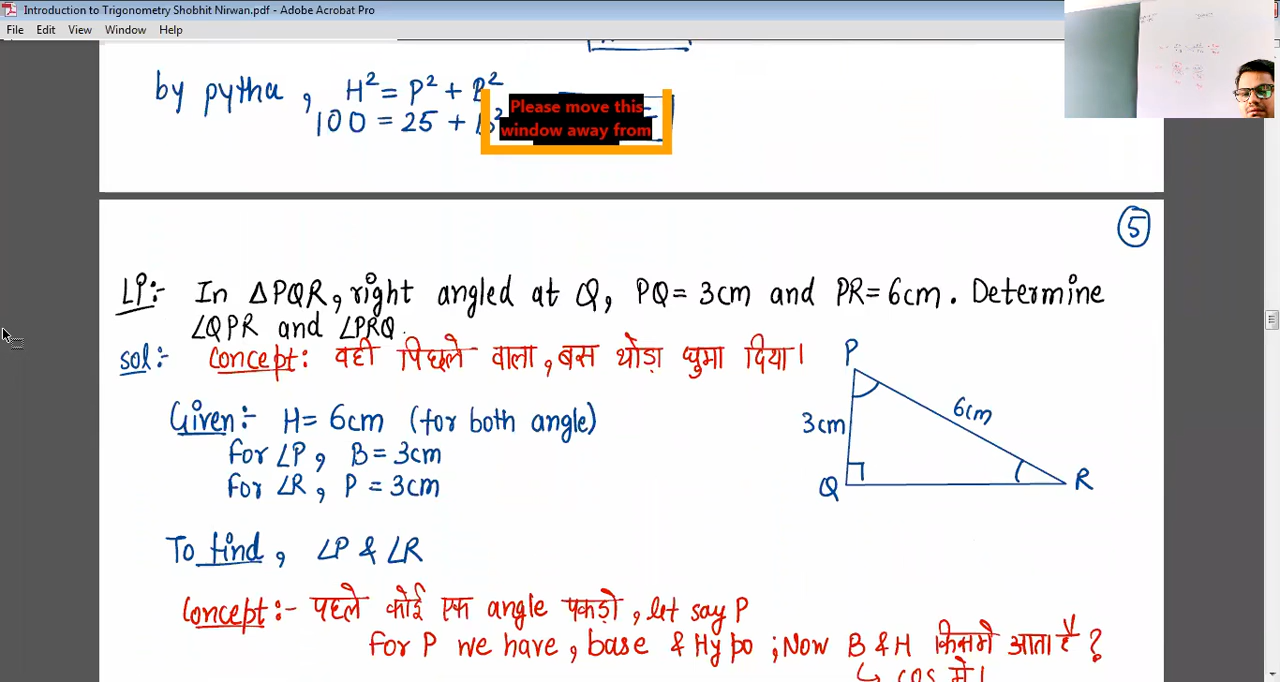 Introduction to Trigonometry Shobhit Nirwan.pdf - Adobe Acrobat Pro
File Edit View Window Help
by pytha, H² = P² + B²
100 = 25 + B²
Please move this
window away from
5
LP:- In ΔPQR, right angled at Q, PQ = 3cm and PR = 6cm. Determine
∠QPR and ∠PRQ.
Sol:- Concept: वही पिछले वाला, बस थोड़ा घुमा दिया।
P
Given:- H = 6cm (for both angle)
6cm
3cm
for ∠P, B = 3cm
for ∠R, P = 3cm
Q
R
To find, ∠P & ∠R
Concept:- पहले कोई एक angle पकड़ो, let say P
For P we have, base & Hypo; Now B & H किसमे आता है?
↳ cos में।